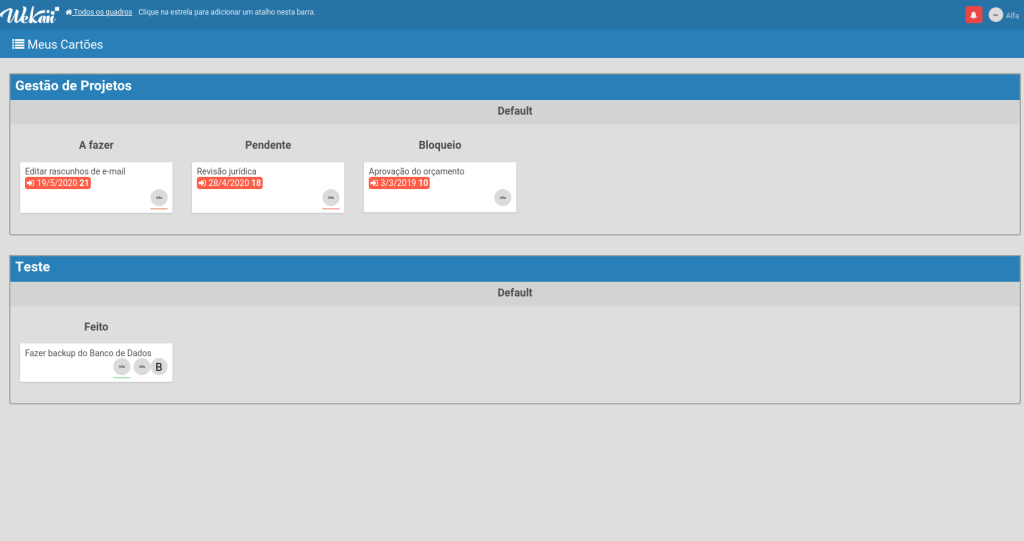 Wekan
Todos os quadros Clique na estrela para adicionar um atalho nesta barra.
Alfa
Meus Cartões
Gestão de Projetos
Default
A fazer Pendente Bloqueio
Editar rascunhos de e-mail
19/5/2020 21
Revisão jurídica
28/4/2020 18
Aprovação do orçamento
3/3/2019 10
Teste
Default
Feito
Fazer backup do Banco de Dados
B